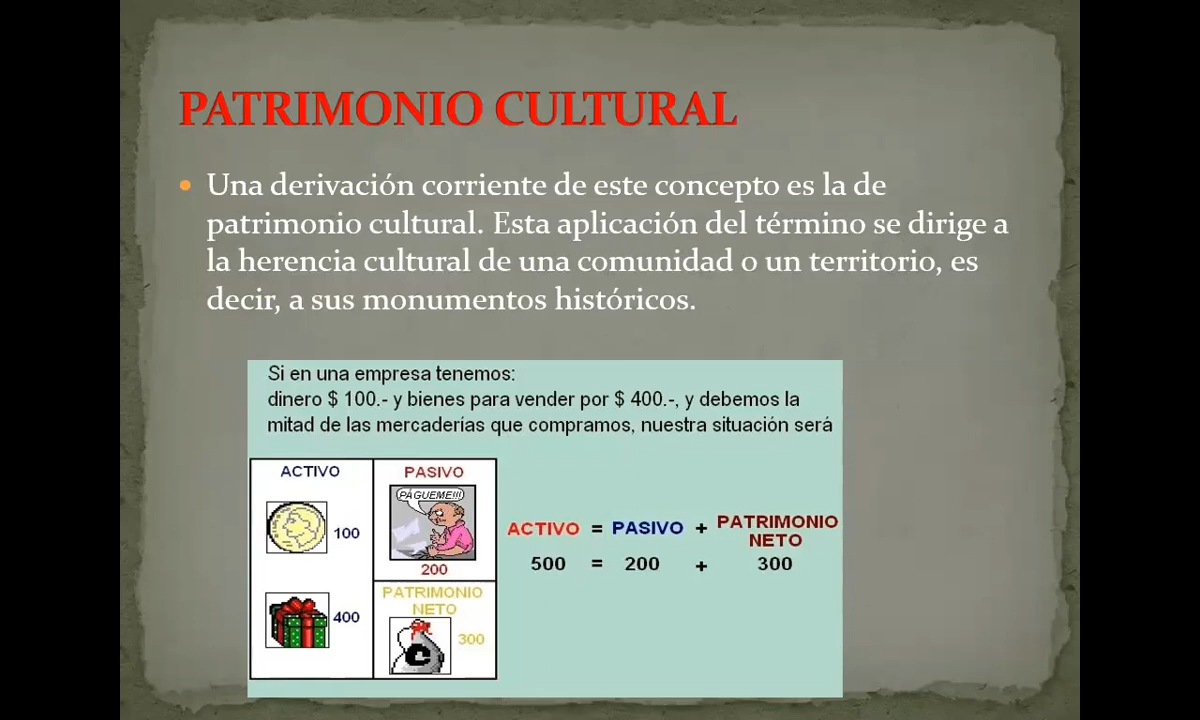 PATRIMONIO CULTURAL
Una derivación corriente de este concepto es la de
patrimonio cultural. Esta aplicación del término se dirige a
la herencia cultural de una comunidad o un territorio, es
decir, a sus monumentos históricos.
Si en una empresa tenemos:
dinero $ 100.- y bienes para vender por $ 400.-, y debemos la
mitad de las mercaderías que compramos, nuestra situación será
ACTIVO
100
400
PASIVO
PÁGUEME!!!
200
PATRIMONIO
NETO
300
ACTIVO = PASIVO + PATRIMONIO NETO
500 = 200 + 300